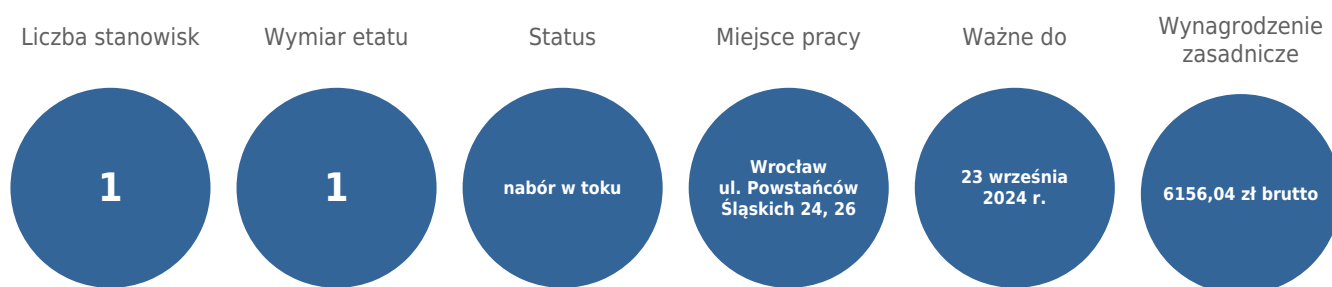 Liczba stanowisk
1
Wymiar etatu
1
Status
nabór w toku
Miejsce pracy
Wrocław
ul. Powstańców
Śląskich 24, 26
Ważne do
23 września
2024 r.
Wynagrodzenie
zasadnicze
6156,04 zł brutto